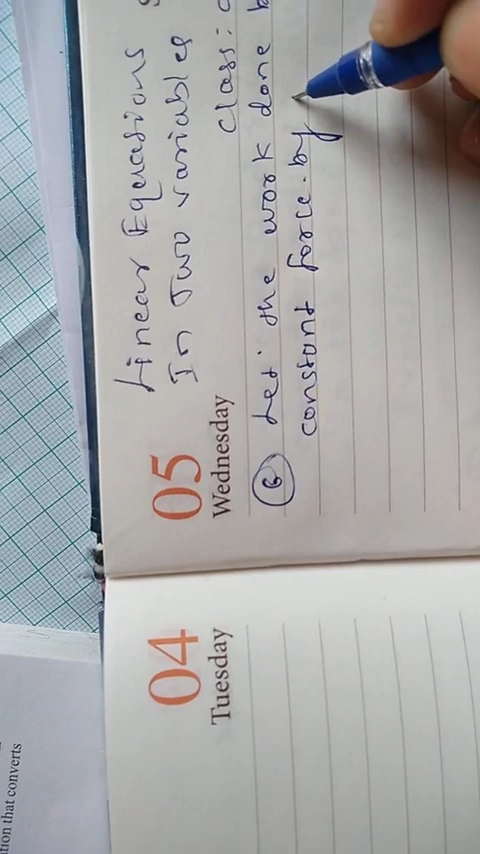 05
Wednesday
Linear Equations
In Two Variables
Class:
6 Let the work done b
constant force. by
04
Tuesday
tion that converts